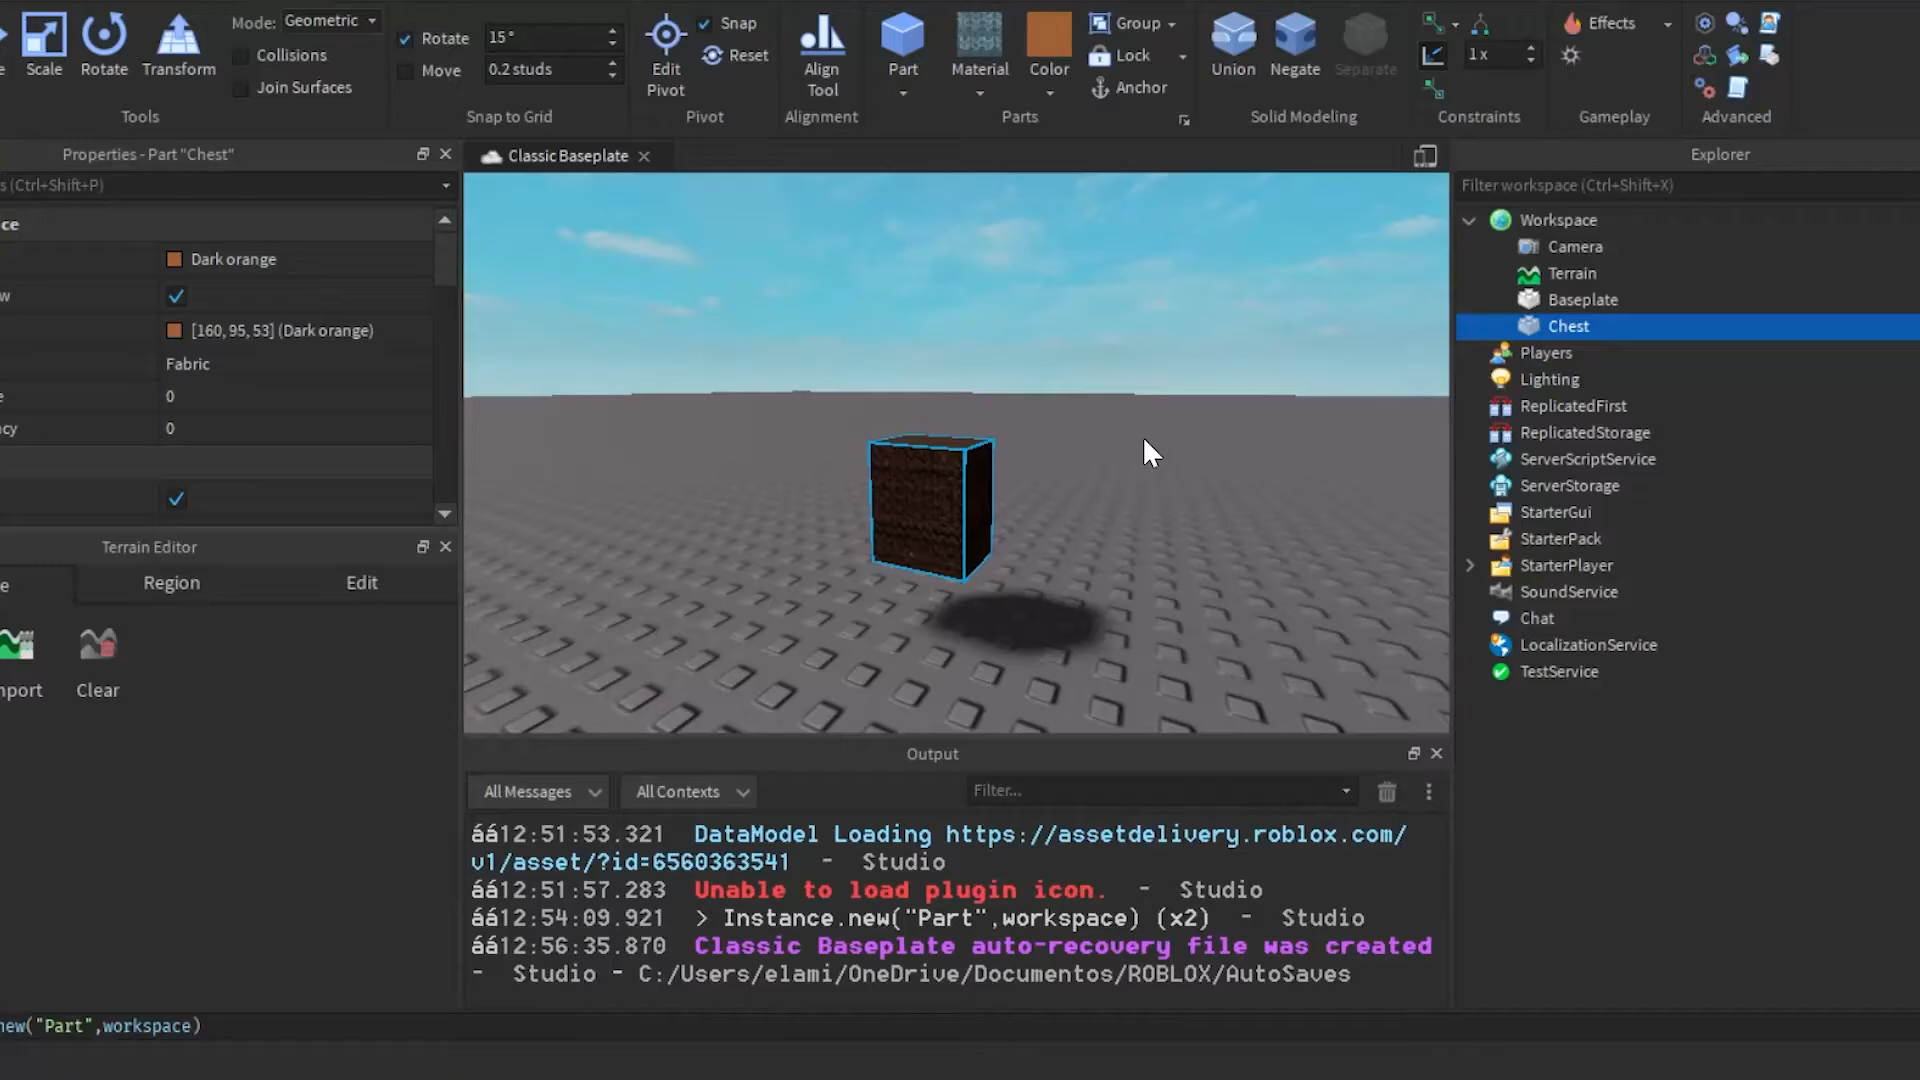 Mode: Geometric
Scale
Rotate
Transform
Collisions
Join Surfaces
Tools
Rotate
15°
Move
0.2 studs
Snap to Grid
Edit
Pivot
Snap
Reset
Pivot
Align
Tool
Alignment
Part
Material
Color
Group
Lock
Anchor
Parts
Union
Negate
Separate
Solid Modeling
1x
Constraints
Effects
Gameplay
Advanced
Properties - Part "Chest"
s (Ctrl+Shift+P)
ce
Dark orange
w
[160, 95, 53] (Dark orange)
Fabric
e
0
cy
0
Terrain Editor
e
Region
Edit
nport
Clear
Classic Baseplate
Explorer
Filter workspace (Ctrl+Shift+X)
Workspace
Camera
Terrain
Baseplate
Chest
Players
Lighting
ReplicatedFirst
ReplicatedStorage
ServerScriptService
ServerStorage
StarterGui
StarterPack
StarterPlayer
SoundService
Chat
LocalizationService
TestService
Output
All Messages
All Contexts
Filter...
áá12:51:53.321 DataModel Loading https://assetdelivery.roblox.com/
v1/asset/?id=6560363541 - Studio
áá12:51:57.283 Unable to load plugin icon. - Studio
áá12:54:09.921 > Instance.new("Part",workspace) (x2) - Studio
áá12:56:35.870 Classic Baseplate auto-recovery file was created
- Studio - C:/Users/elami/OneDrive/Documentos/ROBLOX/AutoSaves
new("Part",workspace)